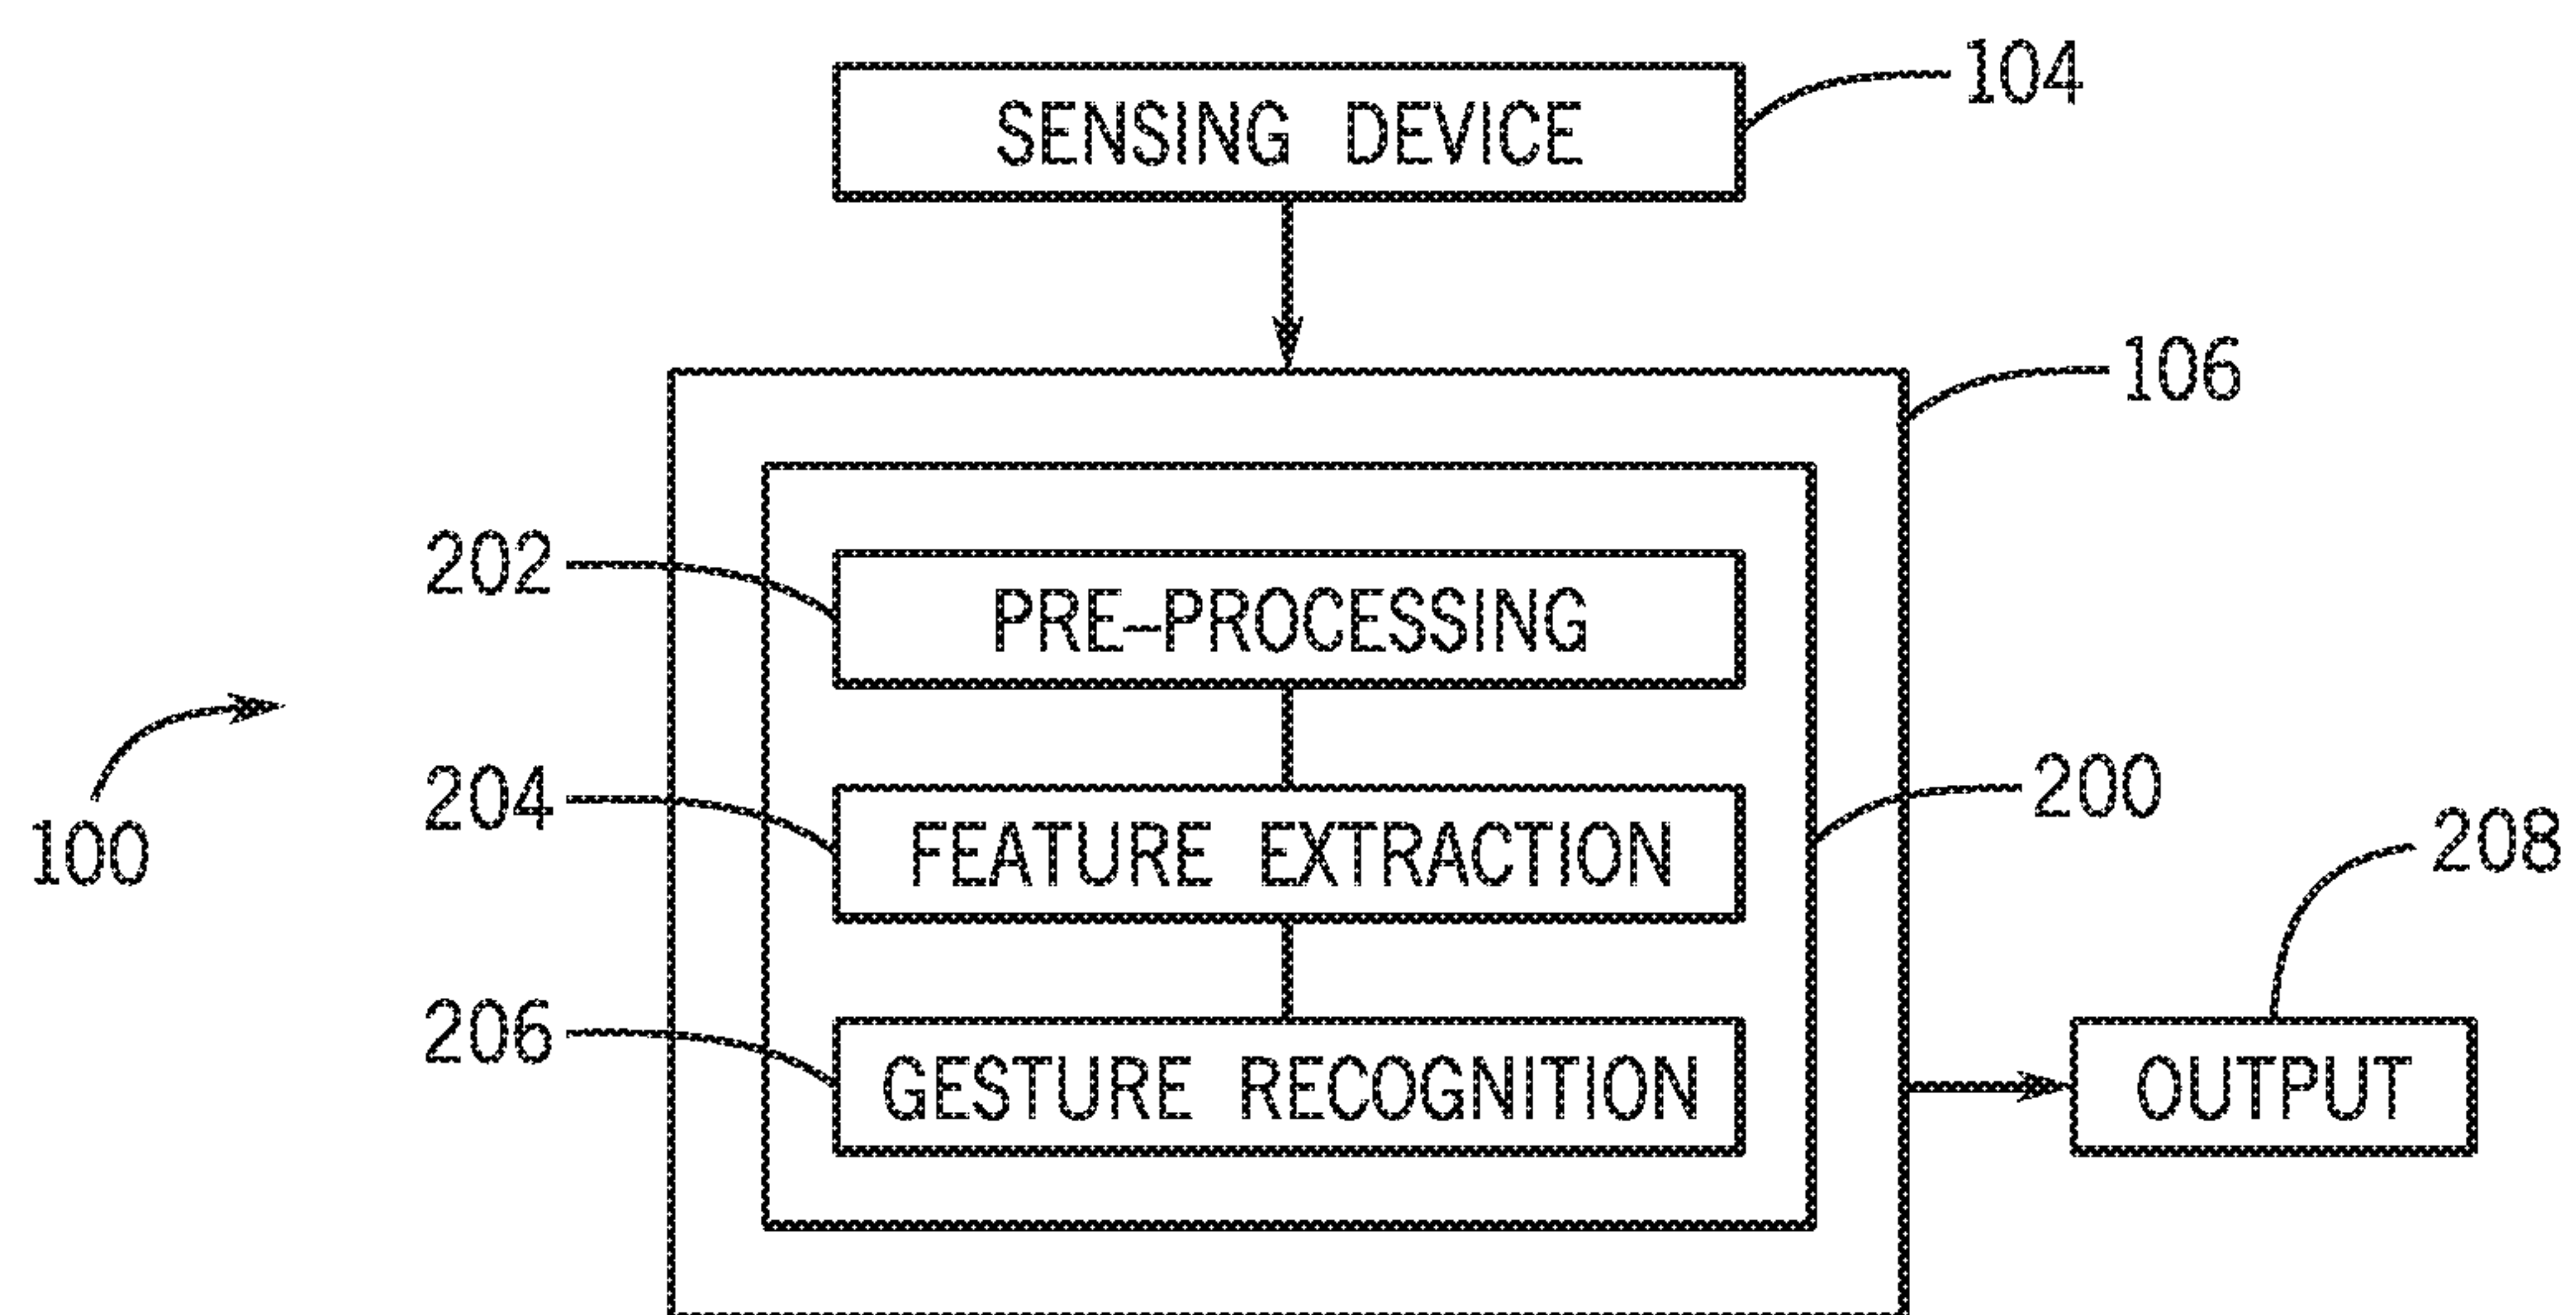 SENSING DEVICE
104
106
202
PRE-PROCESSING
100
204
FEATURE EXTRACTION
200
208
206
GESTURE RECOGNITION
OUTPUT